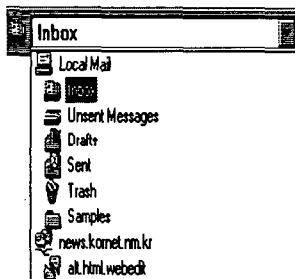 Inbox
Local Mail
Inbox
Unsent Messages
Drafts
Sent
Trash
Samples
news.kornet.nm.kr
alt.html.webedit